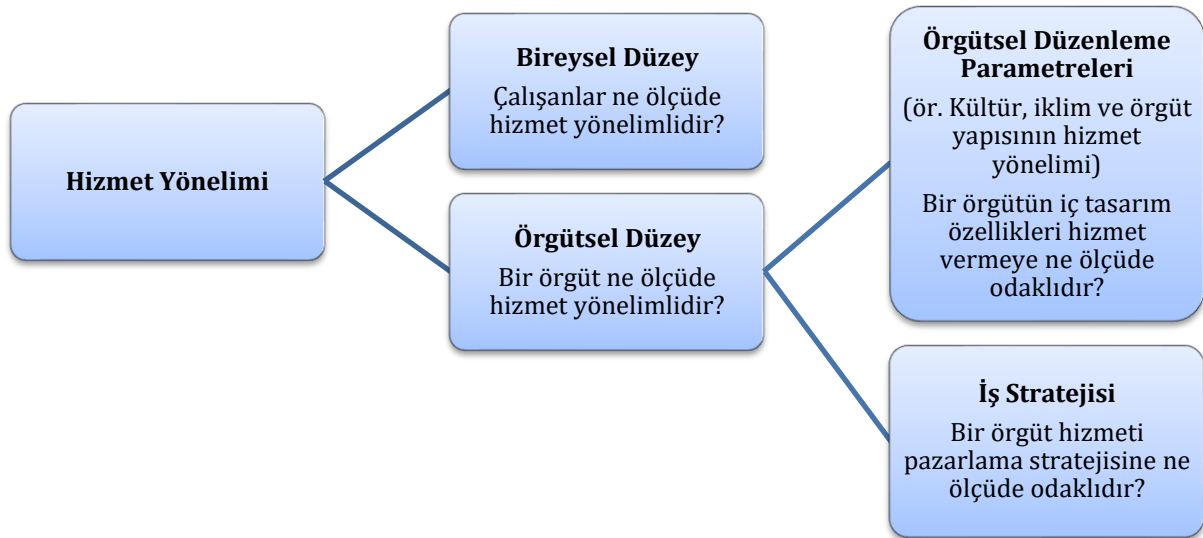 Hizmet Yönelimi
Bireysel Düzey
Çalışanlar ne ölçüde
hizmet yönelimlidir?
Örgütsel Düzey
Bir örgüt ne ölçüde
hizmet yönelimlidir?
Örgütsel Düzenleme
Parametreleri
(ör. Kültür, iklim ve örgüt
yapısının hizmet
yönelimi)
Bir örgütün iç tasarım
özellikleri hizmet
vermeye ne ölçüde
odaklıdır?
İş Stratejisi
Bir örgüt hizmeti
pazarlama stratejisine ne
ölçüde odaklıdır?